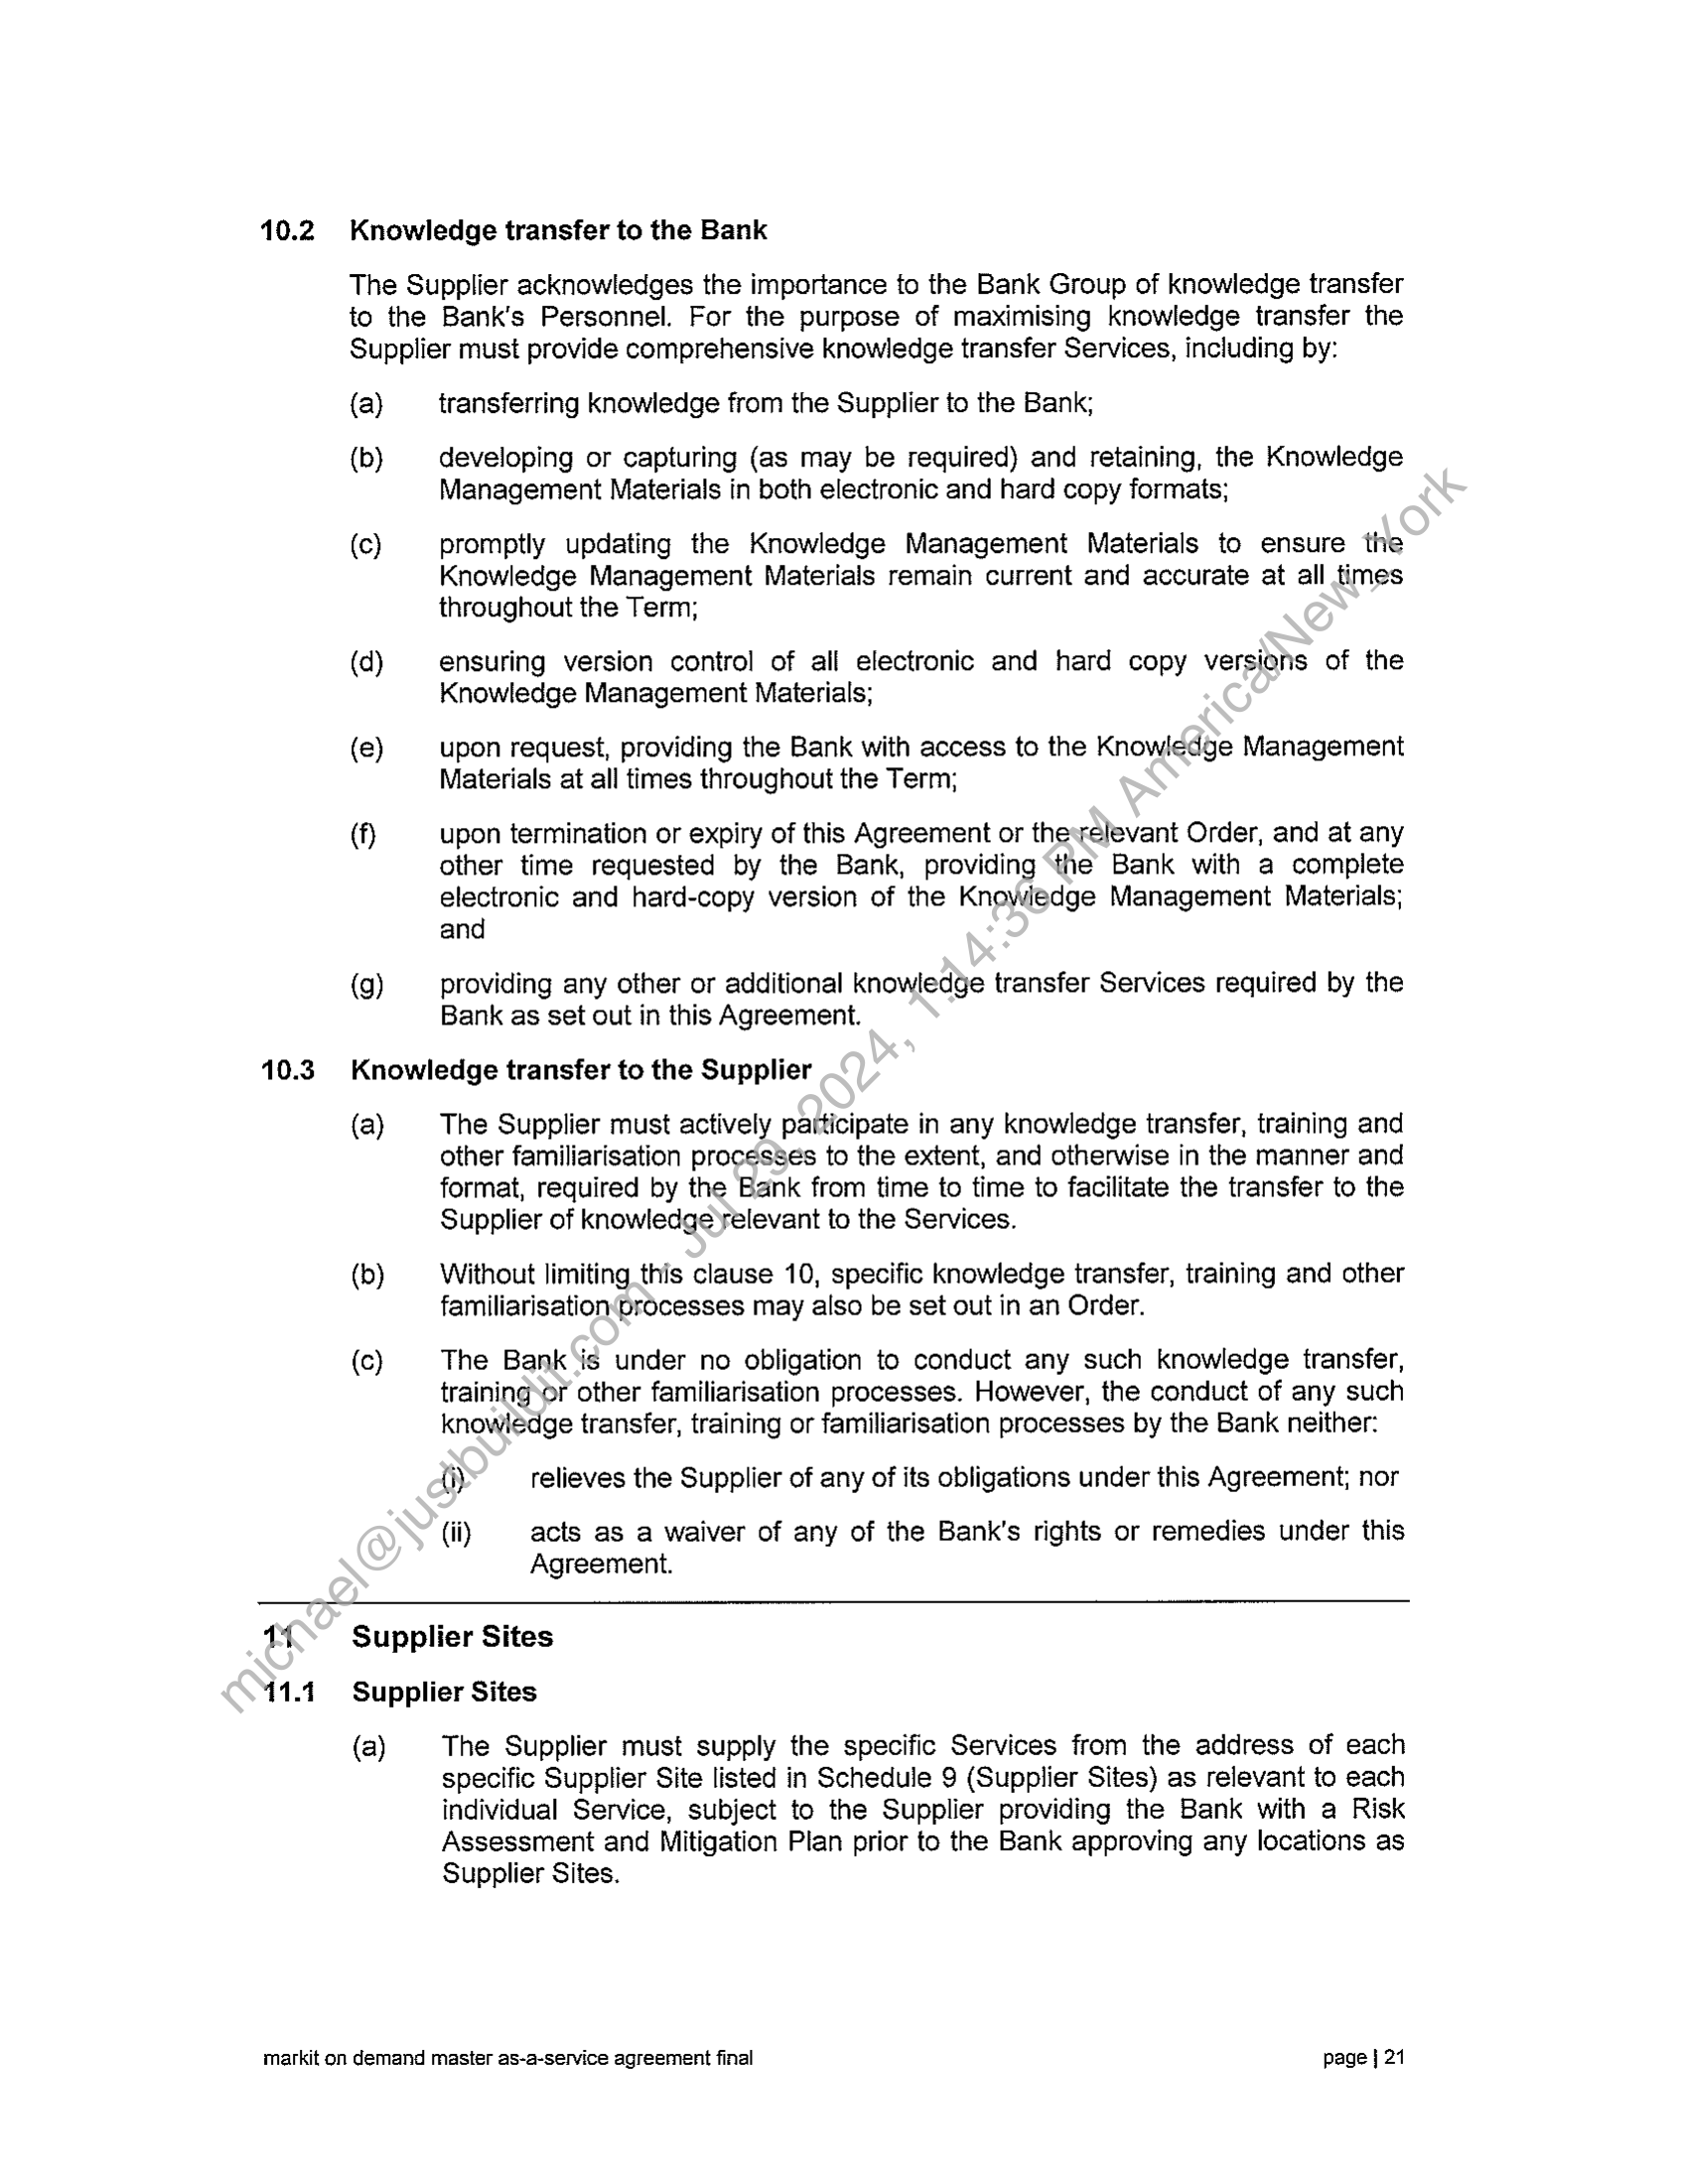 10.2 Knowledge transfer to the Bank
The Supplier acknowledges the importance to the Bank Group of knowledge transfer
to the Bank's Personnel. For the purpose of maximising knowledge transfer the
Supplier must provide comprehensive knowledge transfer Services, including by:
(a) transferring knowledge from the Supplier to the Bank;
(b) developing or capturing (as may be required) and retaining, the Knowledge
Management Materials in both electronic and hard copy formats;
(c) promptly updating the Knowledge Management Materials to ensure the
Knowledge Management Materials remain current and accurate at all times
throughout the Term;
(d) ensuring version control of all electronic and hard copy versions of the
Knowledge Management Materials;
(e) upon request, providing the Bank with access to the Knowledge Management
Materials at all times throughout the Term;
(f) upon termination or expiry of this Agreement or the relevant Order, and at any
other time requested by the Bank, providing the Bank with a complete
electronic and hard-copy version of the Knowledge Management Materials;
and
(g) providing any other or additional knowledge transfer Services required by the
Bank as set out in this Agreement.
10.3 Knowledge transfer to the Supplier
(a) The Supplier must actively participate in any knowledge transfer, training and
other familiarisation processes to the extent, and otherwise in the manner and
format, required by the Bank from time to time to facilitate the transfer to the
Supplier of knowledge relevant to the Services.
(b) Without limiting this clause 10, specific knowledge transfer, training and other
familiarisation processes may also be set out in an Order.
(c) The Bank is under no obligation to conduct any such knowledge transfer,
training or other familiarisation processes. However, the conduct of any such
knowledge transfer, training or familiarisation processes by the Bank neither:
(i) relieves the Supplier of any of its obligations under this Agreement; nor
(ii) acts as a waiver of any of the Bank's rights or remedies under this
Agreement.
11 Supplier Sites
11.1 Supplier Sites
(a) The Supplier must supply the specific Services from the address of each
specific Supplier Site listed in Schedule 9 (Supplier Sites) as relevant to each
individual Service, subject to the Supplier providing the Bank with a Risk
Assessment and Mitigation Plan prior to the Bank approving any locations as
Supplier Sites.
markit on demand master as-a-service agreement final page | 21
michael@justbuildit.com - Jul 29, 2024, 1:14:36 PM America/New_York